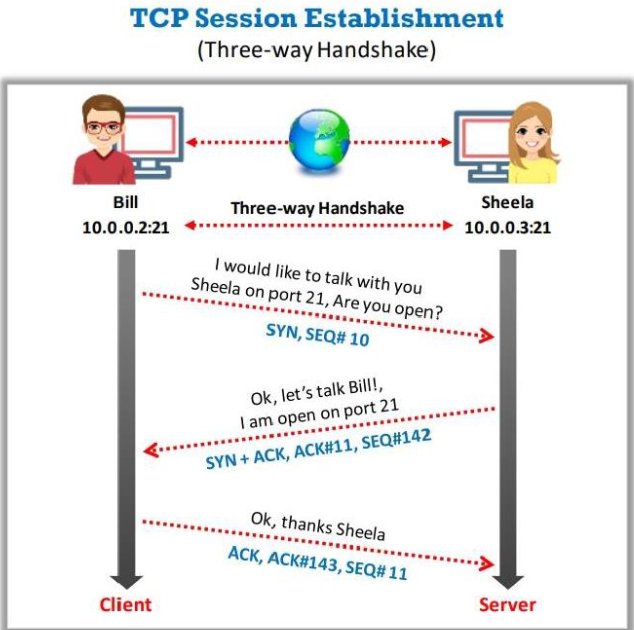 TCP Session Establishment
(Three-way Handshake)
Bill
10.0.0.2:21
Three-way Handshake
Sheela
10.0.0.3:21
I would like to talk with you
Sheela on port 21, Are you open?
SYN, SEQ# 10
Ok, let's talk Bill!,
I am open on port 21
SYN + ACK, ACK#11, SEQ#142
Ok, thanks Sheela
ACK, ACK#143, SEQ# 11
Client
Server